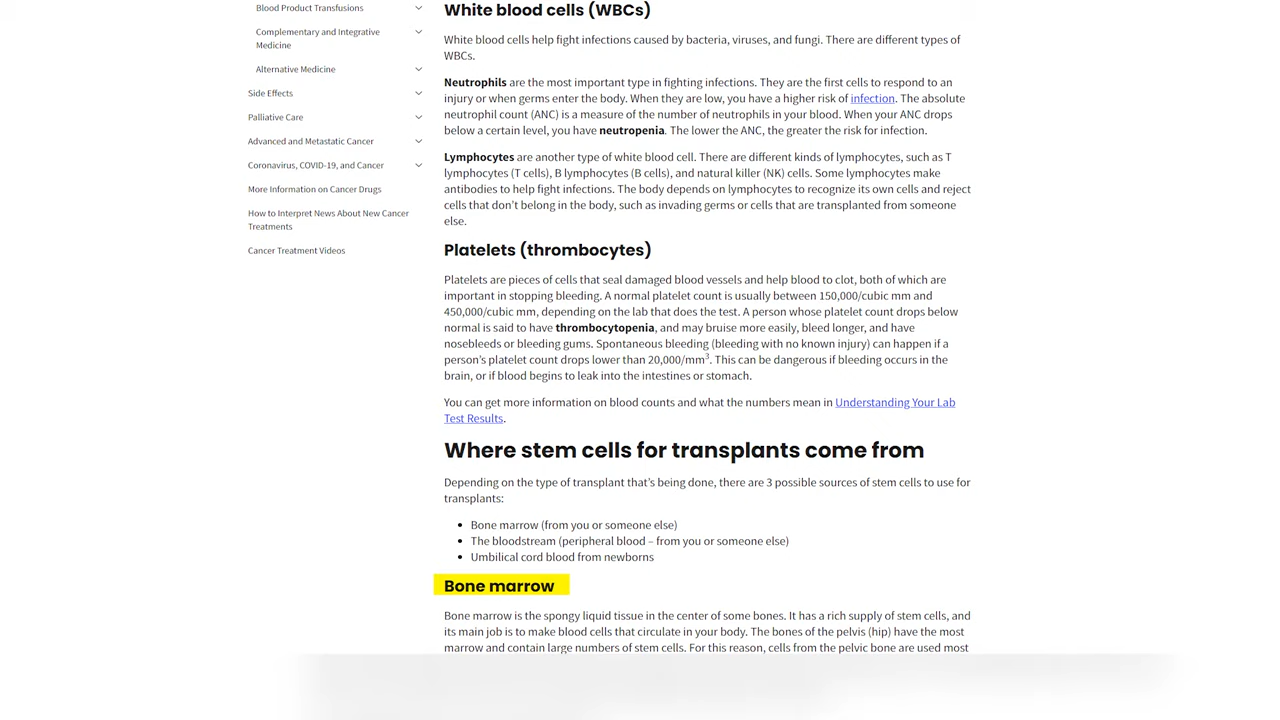 Blood Product Transfusions
Complementary and Integrative
Medicine
Alternative Medicine
Side Effects
Palliative Care
Advanced and Metastatic Cancer
Coronavirus, COVID-19, and Cancer
More Information on Cancer Drugs
How to Interpret News About New Cancer
Treatments
Cancer Treatment Videos
White blood cells (WBCs)
White blood cells help fight infections caused by bacteria, viruses, and fungi. There are different types of
WBCs.
Neutrophils are the most important type in fighting infections. They are the first cells to respond to an
injury or when germs enter the body. When they are low, you have a higher risk of infection. The absolute
neutrophil count (ANC) is a measure of the number of neutrophils in your blood. When your ANC drops
below a certain level, you have neutropenia. The lower the ANC, the greater the risk for infection.
Lymphocytes are another type of white blood cell. There are different kinds of lymphocytes, such as T
lymphocytes (T cells), B lymphocytes (B cells), and natural killer (NK) cells. Some lymphocytes make
antibodies to help fight infections. The body depends on lymphocytes to recognize its own cells and reject
cells that don’t belong in the body, such as invading germs or cells that are transplanted from someone
else.
Platelets (thrombocytes)
Platelets are pieces of cells that seal damaged blood vessels and help blood to clot, both of which are
important in stopping bleeding. A normal platelet count is usually between 150,000/cubic mm and
450,000/cubic mm, depending on the lab that does the test. A person whose platelet count drops below
normal is said to have thrombocytopenia, and may bruise more easily, bleed longer, and have
nosebleeds or bleeding gums. Spontaneous bleeding (bleeding with no known injury) can happen if a
person’s platelet count drops lower than 20,000/mm³. This can be dangerous if bleeding occurs in the
brain, or if blood begins to leak into the intestines or stomach.
You can get more information on blood counts and what the numbers mean in Understanding Your Lab
Test Results.
Where stem cells for transplants come from
Depending on the type of transplant that’s being done, there are 3 possible sources of stem cells to use for
transplants:
• Bone marrow (from you or someone else)
• The bloodstream (peripheral blood – from you or someone else)
• Umbilical cord blood from newborns
Bone marrow
Bone marrow is the spongy liquid tissue in the center of some bones. It has a rich supply of stem cells, and
its main job is to make blood cells that circulate in your body. The bones of the pelvis (hip) have the most
marrow and contain large numbers of stem cells. For this reason, cells from the pelvic bone are used most